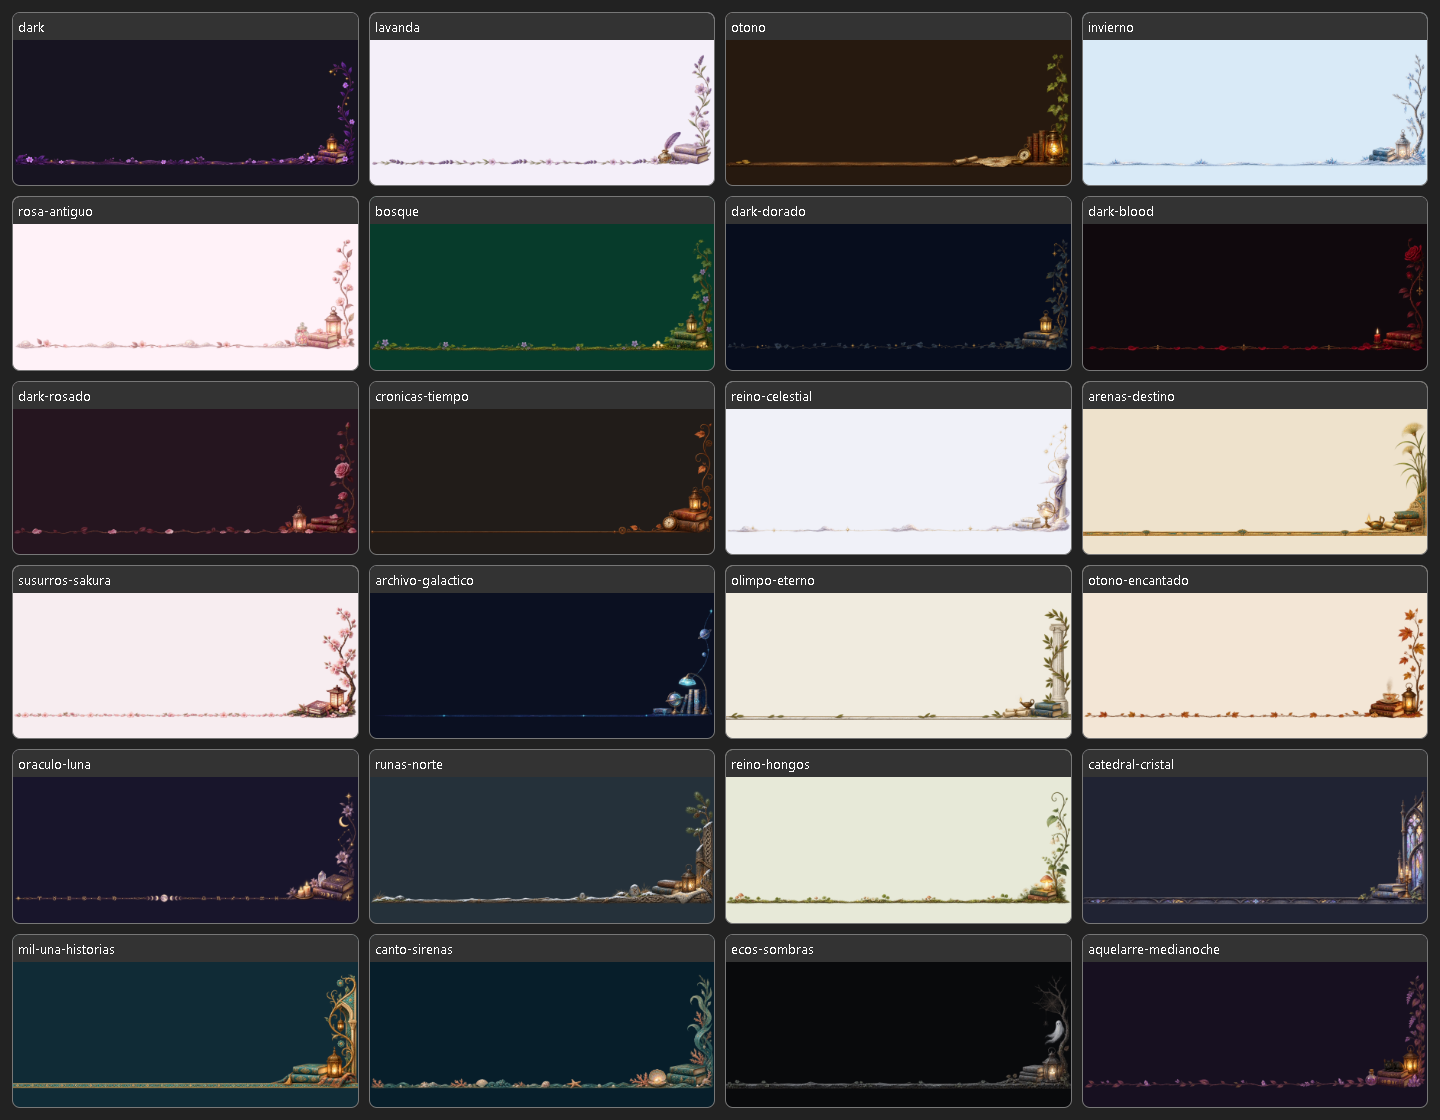 dark
lavanda
otono
invierno
rosa-antiguo
bosque
dark-dorado
dark-blood
dark-rosado
cronicas-tiempo
reino-celestial
arenas-destino
susurros-sakura
archivo-galactico
olimpo-eterno
otono-encantado
oraculo-luna
runas-norte
reino-hongos
catedral-cristal
mil-una-historias
canto-sirenas
ecos-sombras
aquelarre-medianoche